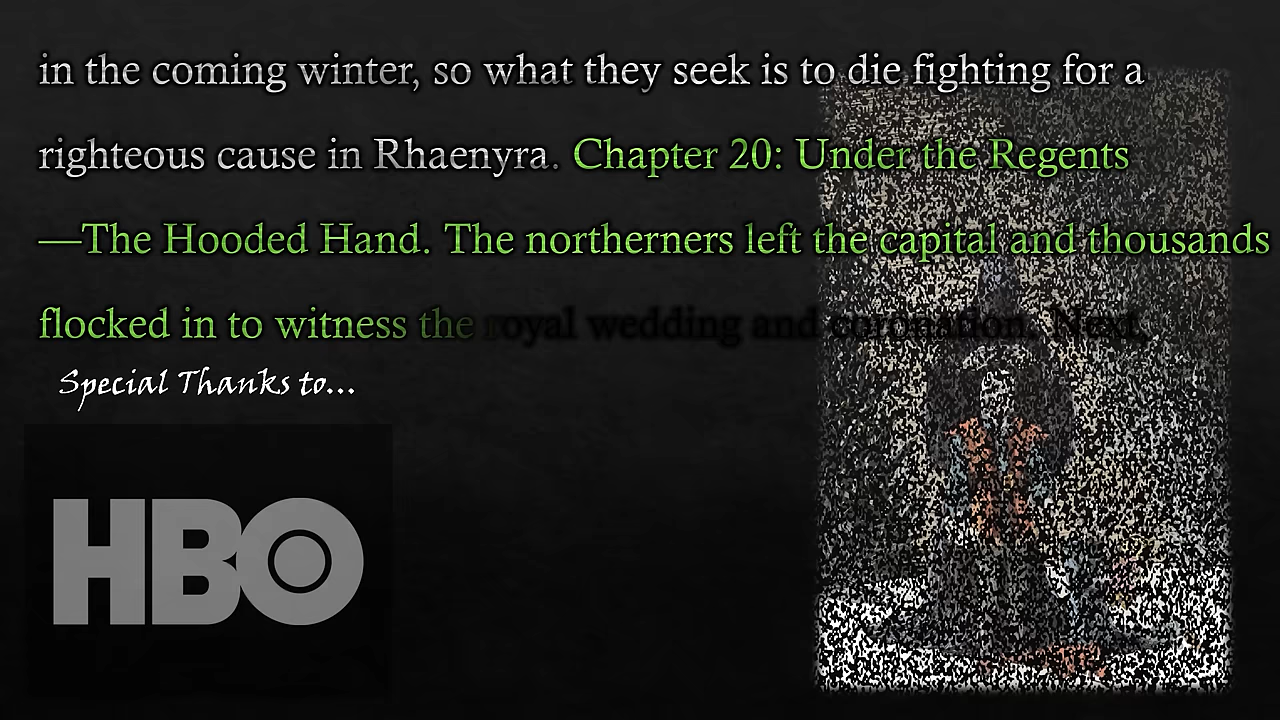 in the coming winter, so what they seek is to die fighting for a
righteous cause in Rhaenyra. Chapter 20: Under the Regents
—The Hooded Hand. The northerners left the capital and thousands
flocked in to witness the royal wedding and coronation. Next,
Special Thanks to...
HBO